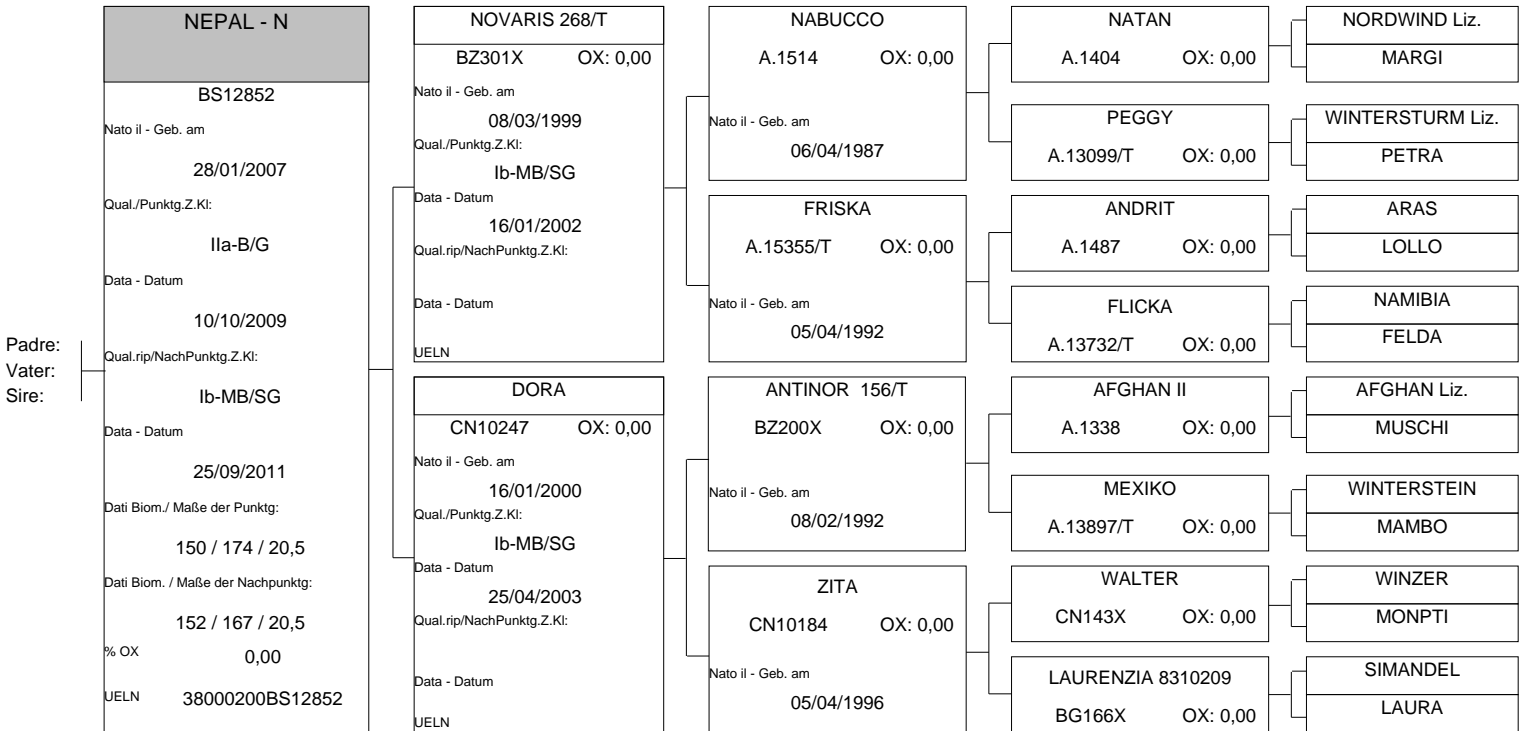 Padre:
Vater:
Sire:
NEPAL - N
BS12852
Nato il - Geb. am
28/01/2007
Qual./Punktg.Z.Kl:
IIa-B/G
Data - Datum
10/10/2009
Qual.rip/NachPunktg.Z.Kl:
Ib-MB/SG
Data - Datum
25/09/2011
Dati Biom./ Maße der Punktg:
150 / 174 / 20,5
Dati Biom. / Maße der Nachpunktg:
152 / 167 / 20,5
% OX 0,00
UELN 38000200BS12852
NOVARIS 268/T
BZ301X OX: 0,00
Nato il - Geb. am
08/03/1999
Qual./Punktg.Z.Kl:
Ib-MB/SG
Data - Datum
16/01/2002
Qual.rip/NachPunktg.Z.Kl:
Data - Datum
UELN
DORA
CN10247 OX: 0,00
Nato il - Geb. am
16/01/2000
Qual./Punktg.Z.Kl:
Ib-MB/SG
Data - Datum
25/04/2003
Qual.rip/NachPunktg.Z.Kl:
Data - Datum
UELN
NABUCCO
A.1514 OX: 0,00
Nato il - Geb. am
06/04/1987
FRISKA
A.15355/T OX: 0,00
Nato il - Geb. am
05/04/1992
ANTINOR 156/T
BZ200X OX: 0,00
Nato il - Geb. am
08/02/1992
ZITA
CN10184 OX: 0,00
Nato il - Geb. am
05/04/1996
NATAN
A.1404 OX: 0,00
PEGGY
A.13099/T OX: 0,00
ANDRIT
A.1487 OX: 0,00
FLICKA
A.13732/T OX: 0,00
AFGHAN II
A.1338 OX: 0,00
MEXIKO
A.13897/T OX: 0,00
WALTER
CN143X OX: 0,00
LAURENZIA 8310209
BG166X OX: 0,00
NORDWIND Liz.
MARGI
WINTERSTURM Liz.
PETRA
ARAS
LOLLO
NAMIBIA
FELDA
AFGHAN Liz.
MUSCHI
WINTERSTEIN
MAMBO
WINZER
MONPTI
SIMANDEL
LAURA